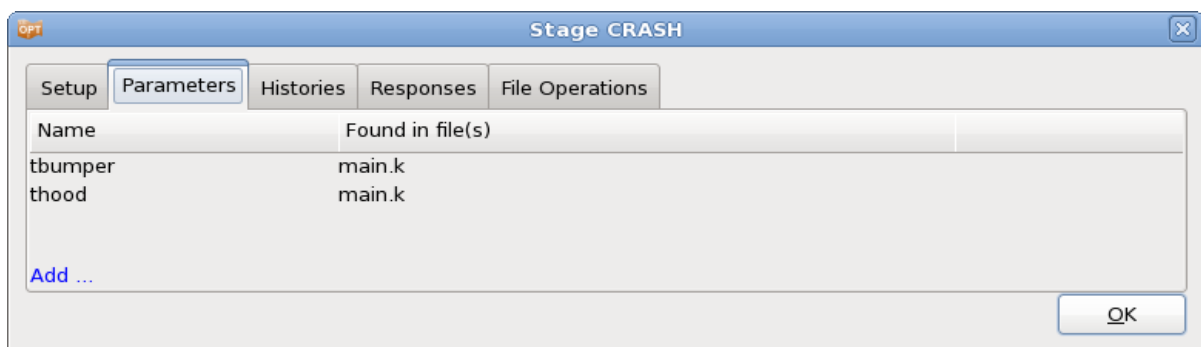 OPT Stage CRASH
Setup Parameters Histories Responses File Operations
Name Found in file(s)
tbumper main.k
thood main.k
Add ...
OK